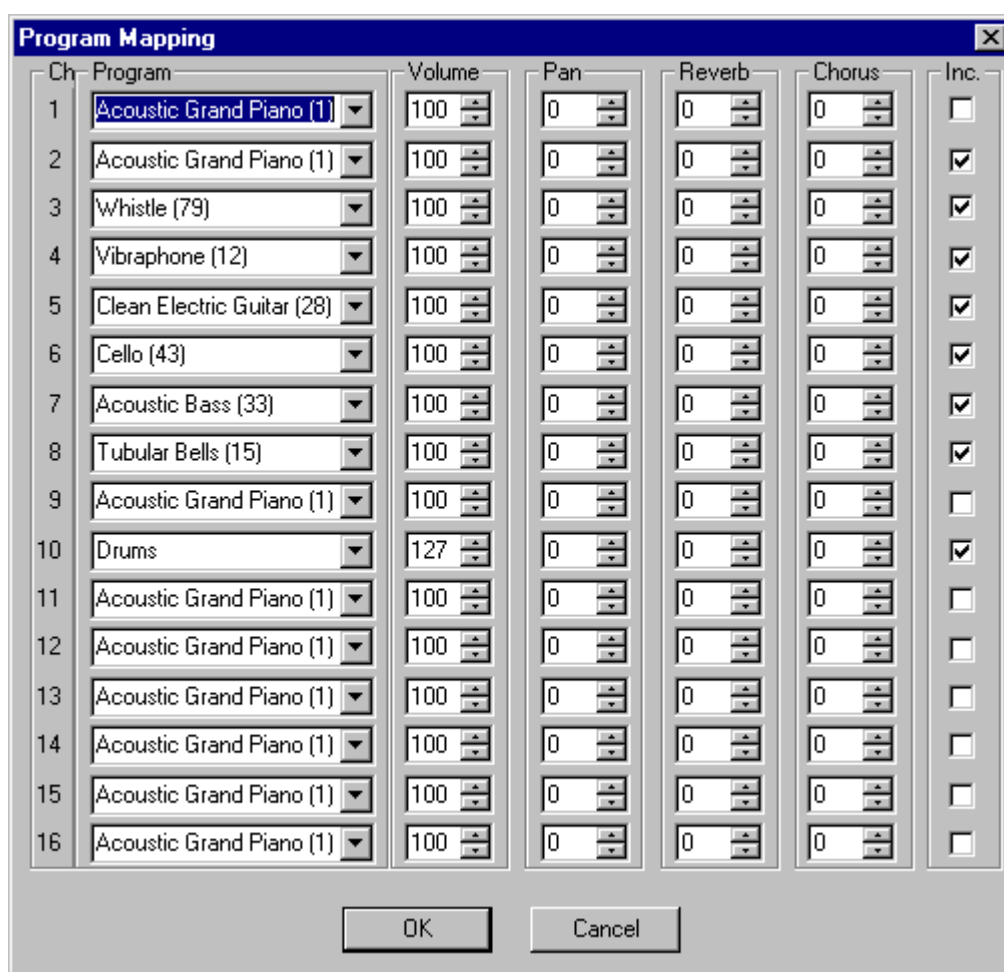 Program Mapping
Ch Program Volume Pan Reverb Chorus Inc.
1 Acoustic Grand Piano (1) 100 0 0 0
2 Acoustic Grand Piano (1) 100 0 0 0
3 Whistle (79) 100 0 0 0
4 Vibraphone (12) 100 0 0 0
5 Clean Electric Guitar (28) 100 0 0 0
6 Cello (43) 100 0 0 0
7 Acoustic Bass (33) 100 0 0 0
8 Tubular Bells (15) 100 0 0 0
9 Acoustic Grand Piano (1) 100 0 0 0
10 Drums 127 0 0 0
11 Acoustic Grand Piano (1) 100 0 0 0
12 Acoustic Grand Piano (1) 100 0 0 0
13 Acoustic Grand Piano (1) 100 0 0 0
14 Acoustic Grand Piano (1) 100 0 0 0
15 Acoustic Grand Piano (1) 100 0 0 0
16 Acoustic Grand Piano (1) 100 0 0 0
OK Cancel